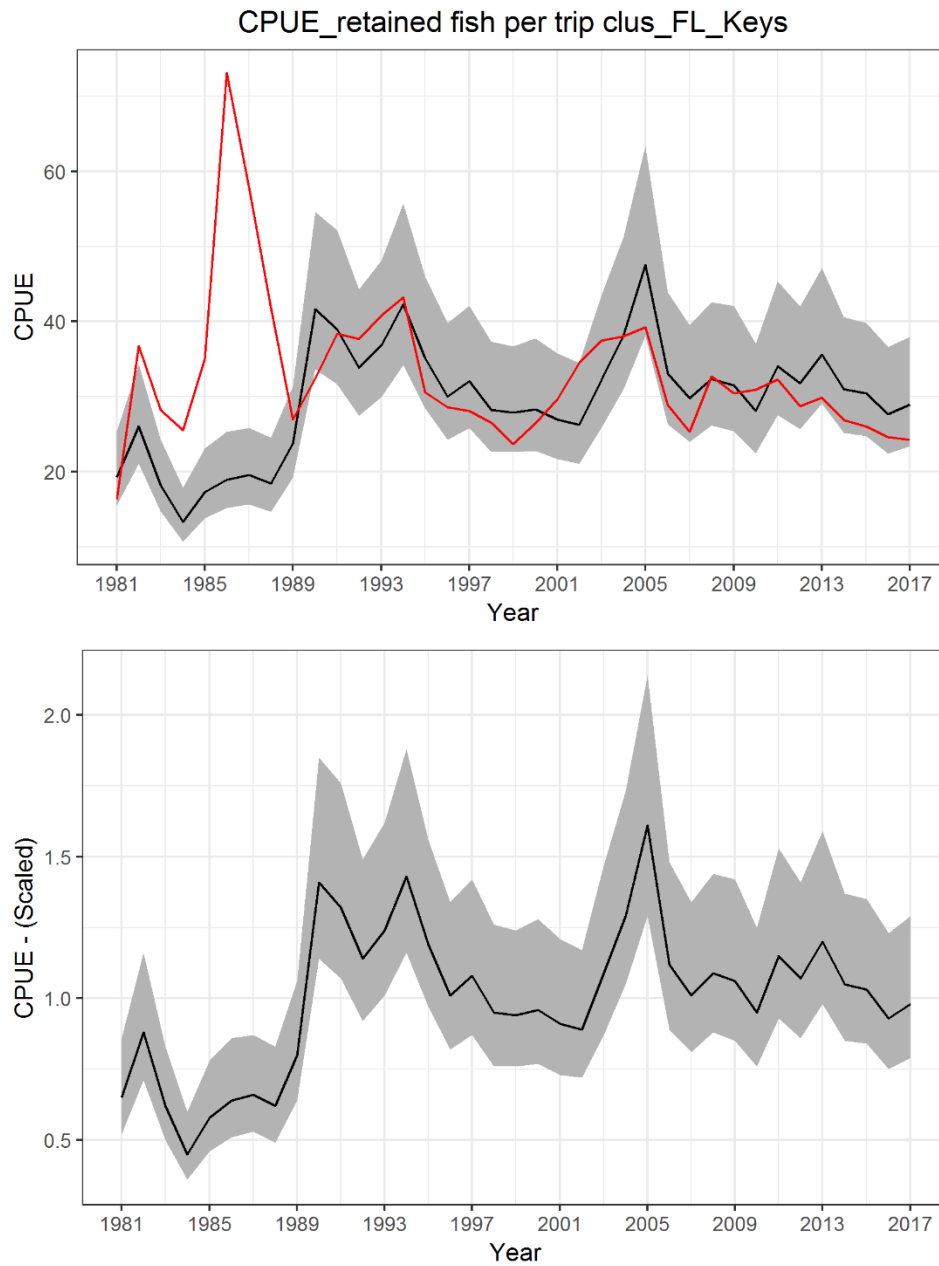 CPUE_retained fish per trip clus_FL_Keys
CPUE
60
40
20
1981 1985 1989 1993 1997 2001 2005 2009 2013 2017
Year
CPUE - (Scaled)
2.0
1.5
1.0
0.5
1981 1985 1989 1993 1997 2001 2005 2009 2013 2017
Year